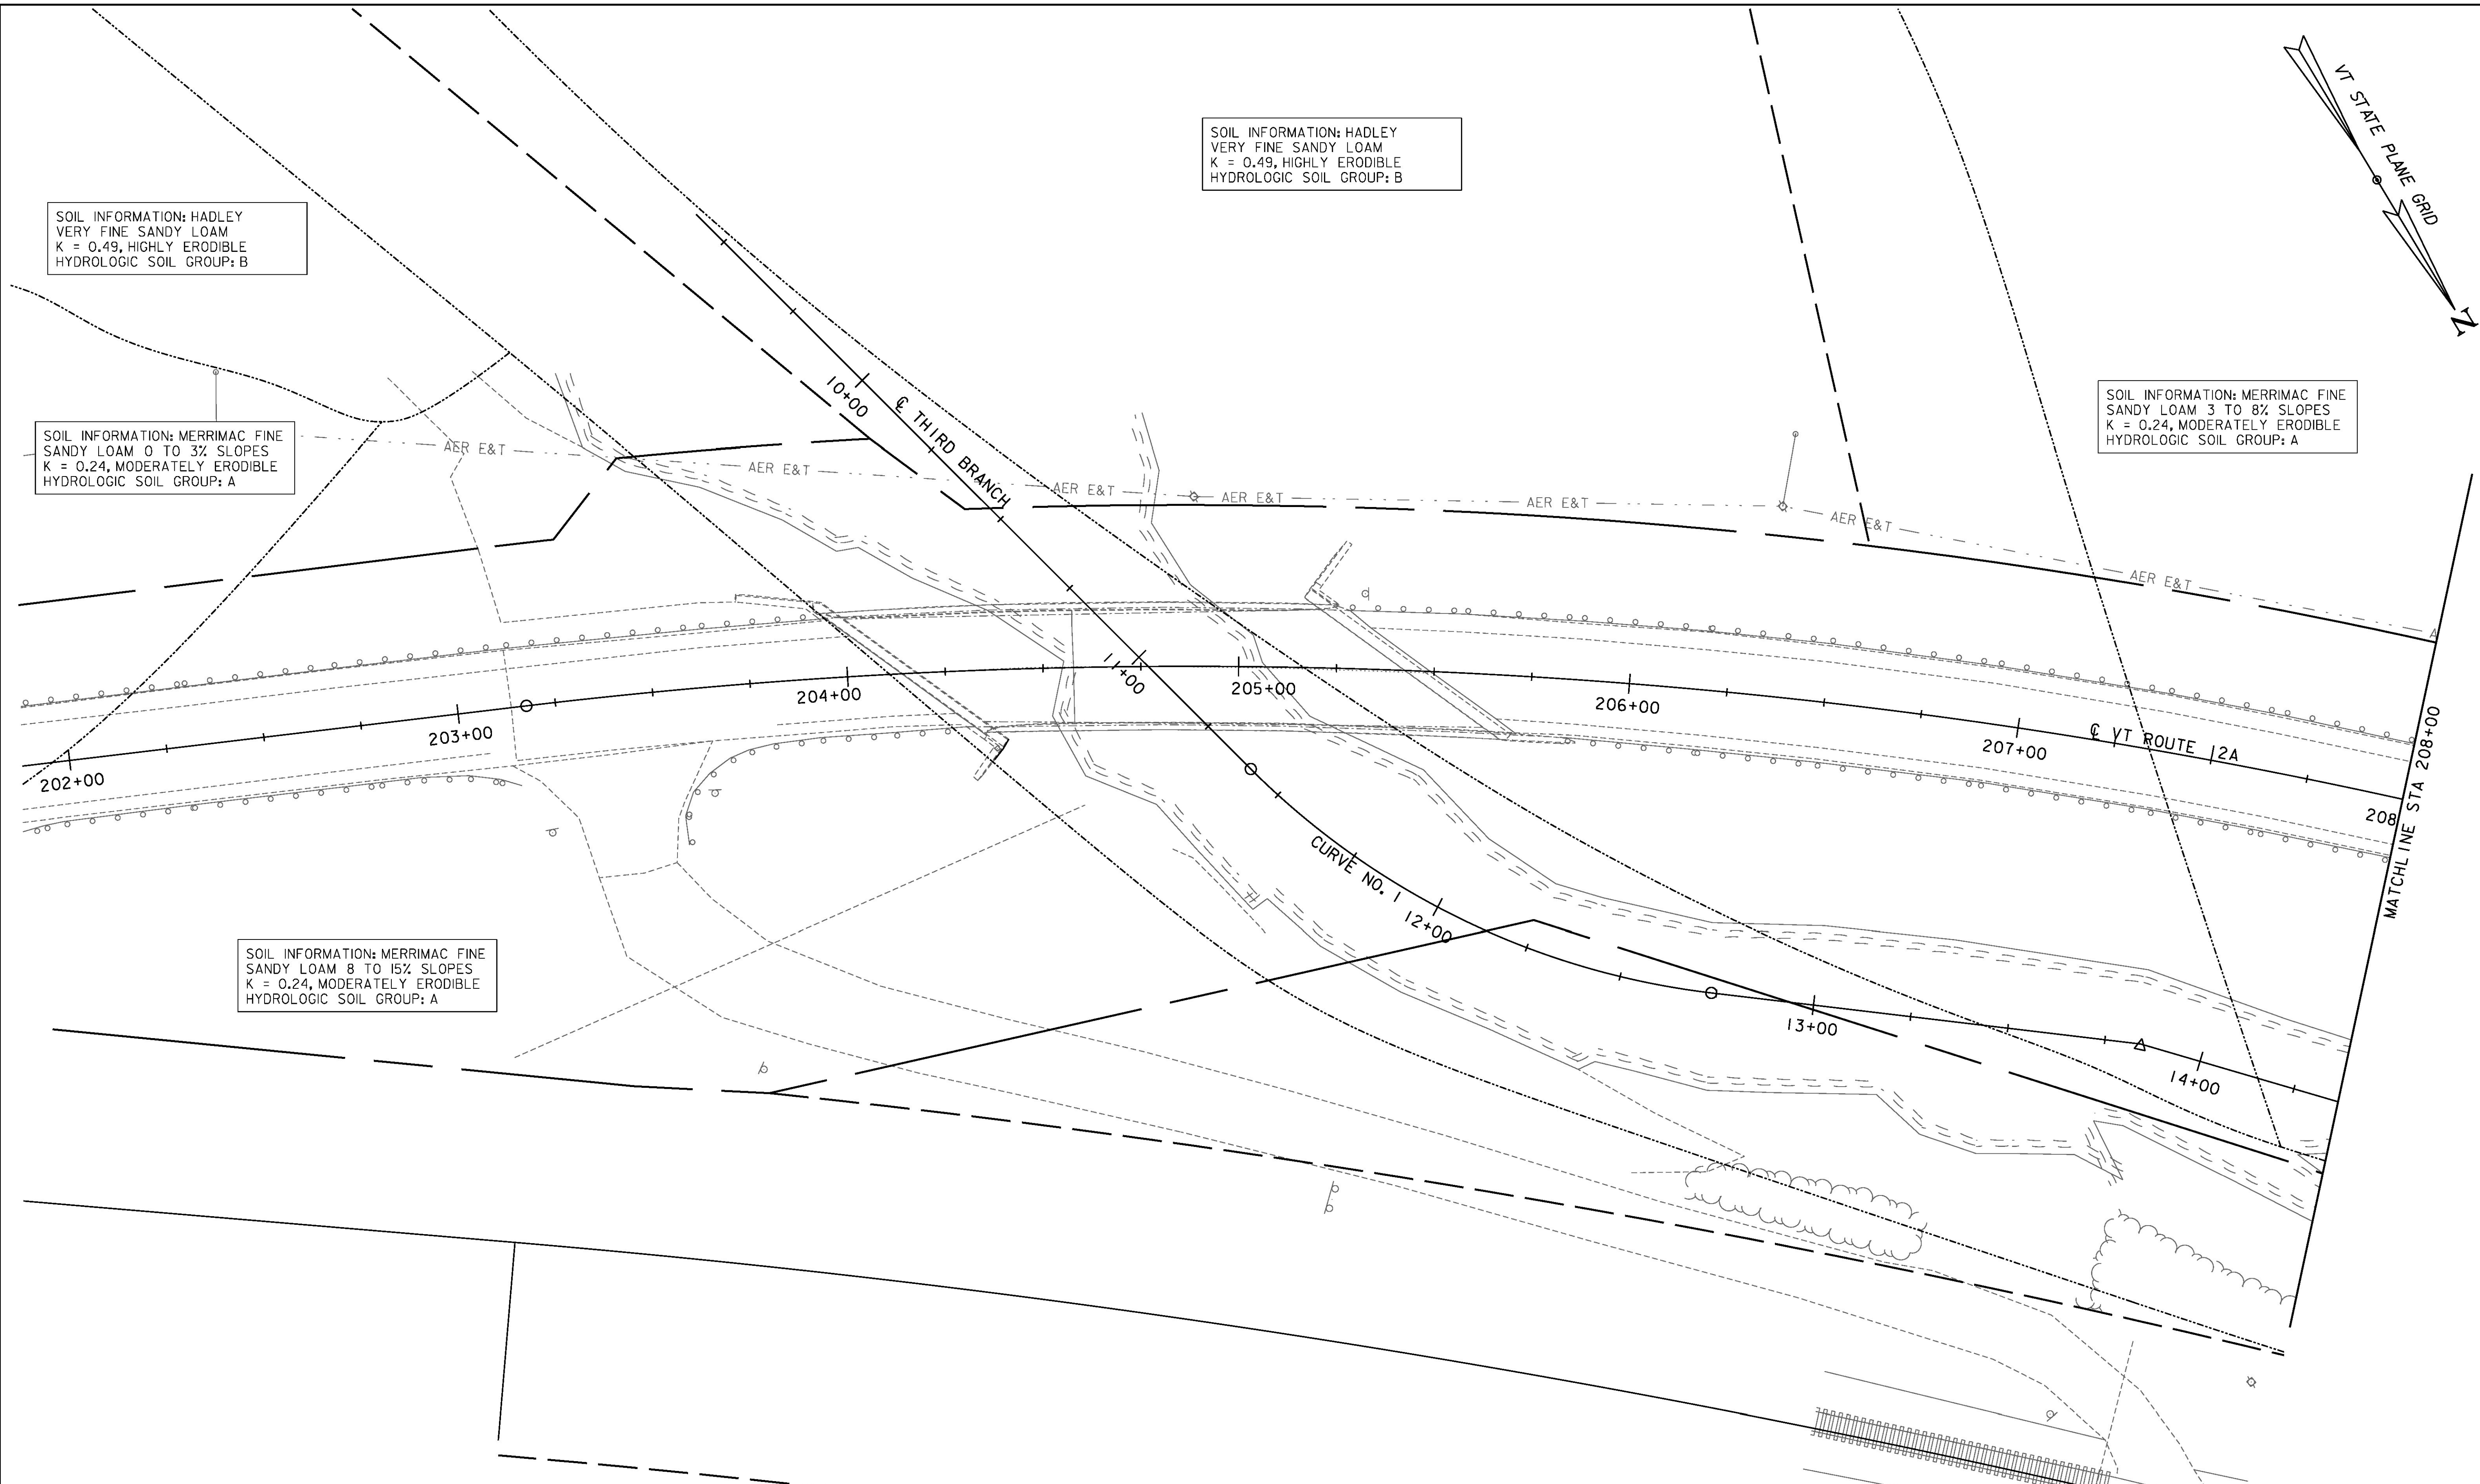 VT STATE PLANE GRID
N
SOIL INFORMATION: HADLEY
VERY FINE SANDY LOAM
K = 0.49, HIGHLY ERODIBLE
HYDROLOGIC SOIL GROUP: B
SOIL INFORMATION: HADLEY
VERY FINE SANDY LOAM
K = 0.49, HIGHLY ERODIBLE
HYDROLOGIC SOIL GROUP: B
SOIL INFORMATION: MERRIMAC FINE
SANDY LOAM 3 TO 8% SLOPES
K = 0.24, MODERATELY ERODIBLE
HYDROLOGIC SOIL GROUP: A
SOIL INFORMATION: MERRIMAC FINE
SANDY LOAM 0 TO 3% SLOPES
K = 0.24, MODERATELY ERODIBLE
HYDROLOGIC SOIL GROUP: A
10+00
℄ THIRD BRANCH
AER E&T
AER E&T
AER E&T
AER E&T
AER E&T
AER E&T
AER E&T
A
11+00
202+00
203+00
204+00
205+00
206+00
207+00
℄ VT ROUTE 12A
208
MATCHLINE STA 208+00
CURVE NO. 1
12+00
13+00
14+00
SOIL INFORMATION: MERRIMAC FINE
SANDY LOAM 8 TO 15% SLOPES
K = 0.24, MODERATELY ERODIBLE
HYDROLOGIC SOIL GROUP: A